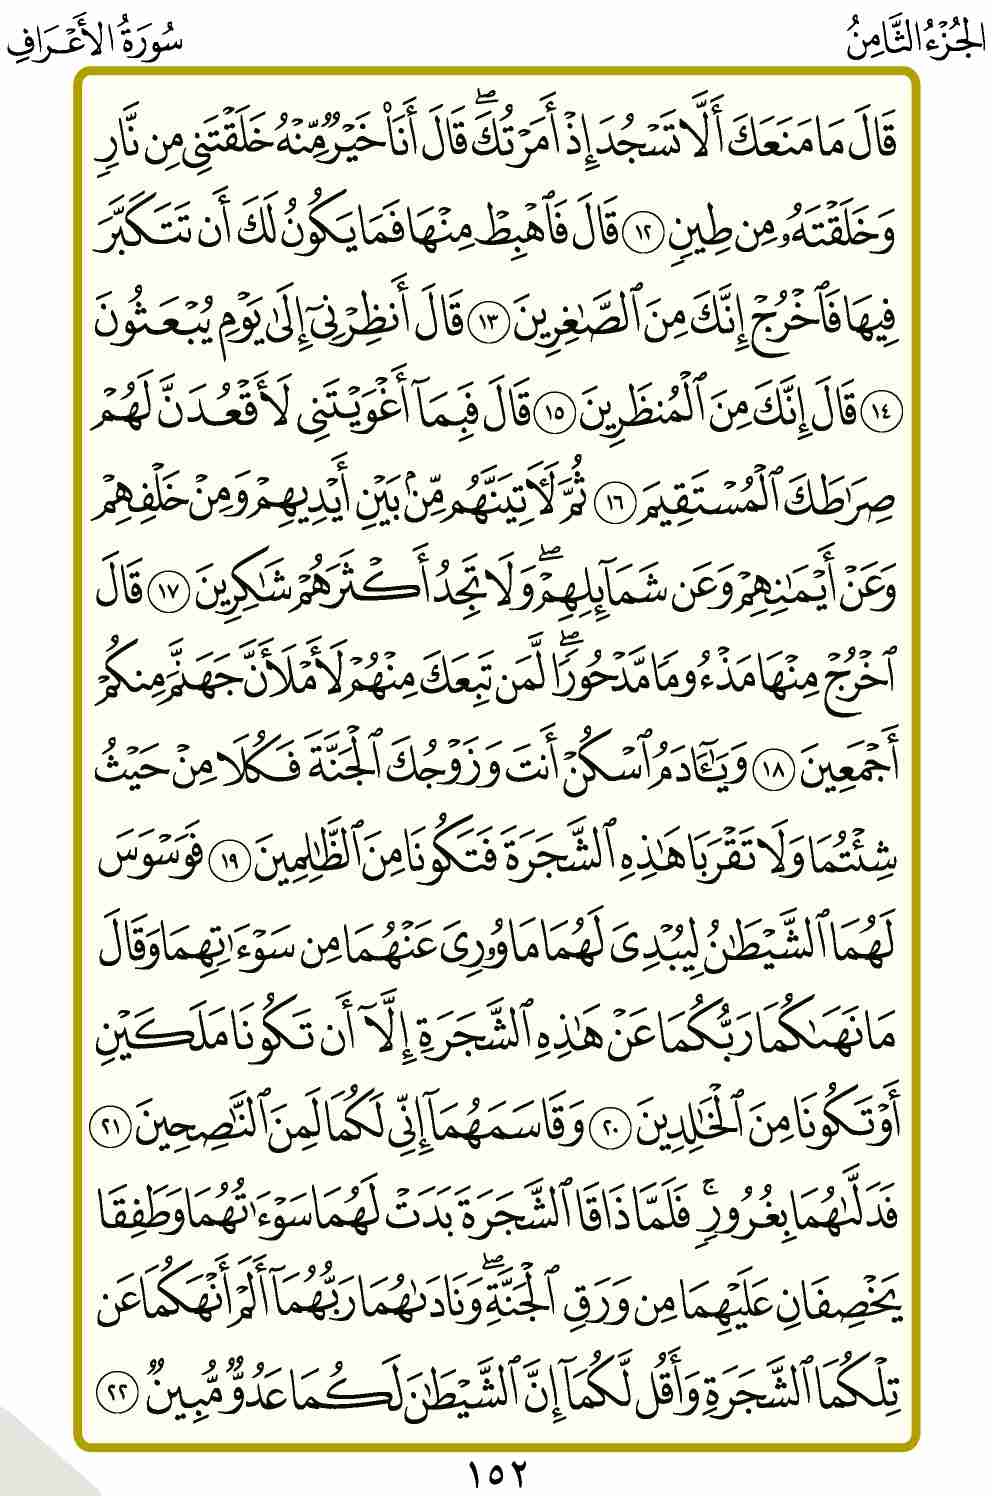 الجُزْءُ الثَّامِنُ
سُورَةُ الأَعْرَافِ
قَالَ مَا مَنَعَكَ أَلَّا تَسْجُدَ إِذْ أَمَرْتُكَ ۖ قَالَ أَنَا۠ خَيْرٌ مِّنْهُ خَلَقْتَنِى مِن نَّارٍ
وَخَلَقْتَهُۥ مِن طِينٍ ١٢ قَالَ فَٱهْبِطْ مِنْهَا فَمَا يَكُونُ لَكَ أَن تَتَكَبَّرَ
فِيهَا فَٱخْرُجْ إِنَّكَ مِنَ ٱلصَّٰغِرِينَ ١٣ قَالَ أَنظِرْنِىٓ إِلَىٰ يَوْمِ يُبْعَثُونَ
١٤ قَالَ إِنَّكَ مِنَ ٱلْمُنظَرِينَ ١٥ قَالَ فَبِمَآ أَغْوَيْتَنِى لَأَقْعُدَنَّ لَهُمْ
صِرَٰطَكَ ٱلْمُسْتَقِيمَ ١٦ ثُمَّ لَءَاتِيَنَّهُم مِّنۢ بَيْنِ أَيْدِيهِمْ وَمِنْ خَلْفِهِمْ
وَعَنْ أَيْمَٰنِهِمْ وَعَن شَمَآئِلِهِمْ ۖ وَلَا تَجِدُ أَكْثَرَهُمْ شَٰكِرِينَ ١٧ قَالَ
ٱخْرُجْ مِنْهَا مَذْءُومًا مَّدْحُورًا ۖ لَّمَن تَبِعَكَ مِنْهُمْ لَأَمْلَأَنَّ جَهَنَّمَ مِنكُمْ
أَجْمَعِينَ ١٨ وَيَٰٓـَٔادَمُ ٱسْكُنْ أَنتَ وَزَوْجُكَ ٱلْجَنَّةَ فَكُلَا مِنْ حَيْثُ
شِئْتُمَا وَلَا تَقْرَبَا هَٰذِهِ ٱلشَّجَرَةَ فَتَكُونَا مِنَ ٱلظَّٰلِمِينَ ١٩ فَوَسْوَسَ
لَهُمَا ٱلشَّيْطَٰنُ لِيُبْدِىَ لَهُمَا مَا وُۥرِىَ عَنْهُمَا مِن سَوْءَٰتِهِمَا وَقَالَ
مَا نَهَىٰكُمَا رَبُّكُمَا عَنْ هَٰذِهِ ٱلشَّجَرَةِ إِلَّآ أَن تَكُونَا مَلَكَيْنِ
أَوْ تَكُونَا مِنَ ٱلْخَٰلِدِينَ ٢٠ وَقَاسَمَهُمَآ إِنِّى لَكُمَا لَمِنَ ٱلنَّٰصِحِينَ ٢١
فَدَلَّىٰهُمَا بِغُرُورٍ ۚ فَلَمَّا ذَاقَا ٱلشَّجَرَةَ بَدَتْ لَهُمَا سَوْءَٰتُهُمَا وَطَفِقَا
يَخْصِفَانِ عَلَيْهِمَا مِن وَرَقِ ٱلْجَنَّةِ ۖ وَنَادَىٰهُمَا رَبُّهُمَآ أَلَمْ أَنْهَكُمَا عَن
تِلْكُمَا ٱلشَّجَرَةِ وَأَقُل لَّكُمَآ إِنَّ ٱلشَّيْطَٰنَ لَكُمَا عَدُوٌّ مُّبِينٌ ٢٢
١٥٢